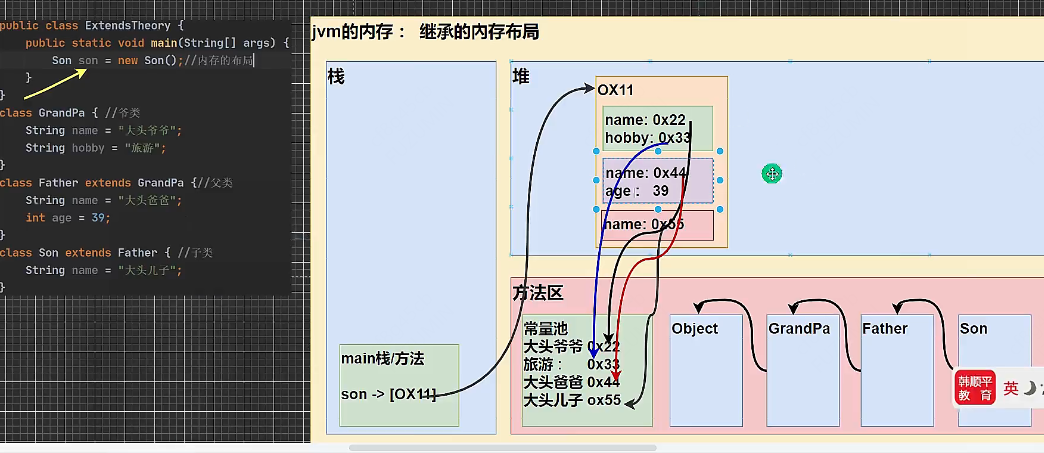 public class ExtendsTheory {
public static void main(String[] args) {
Son son = new Son();//内存的布局
}
}
class GrandPa { //爷类
String name = "大头爷爷";
String hobby = "旅游";
}
class Father extends GrandPa {//父类
String name = "大头爸爸";
int age = 39;
}
class Son extends Father { //子类
String name = "大头儿子";
}
jvm的内存： 继承的内存布局
栈
main栈/方法
son -> [OX11]
堆
OX11
name: 0x22
hobby: 0x33
name: 0x44
age： 39
name: 0x55
方法区
常量池
大头爷爷 0x22
旅游： 0x33
大头爸爸 0x44
大头儿子 ox55
Object
GrandPa
Father
Son
韩顺平
教 育
英